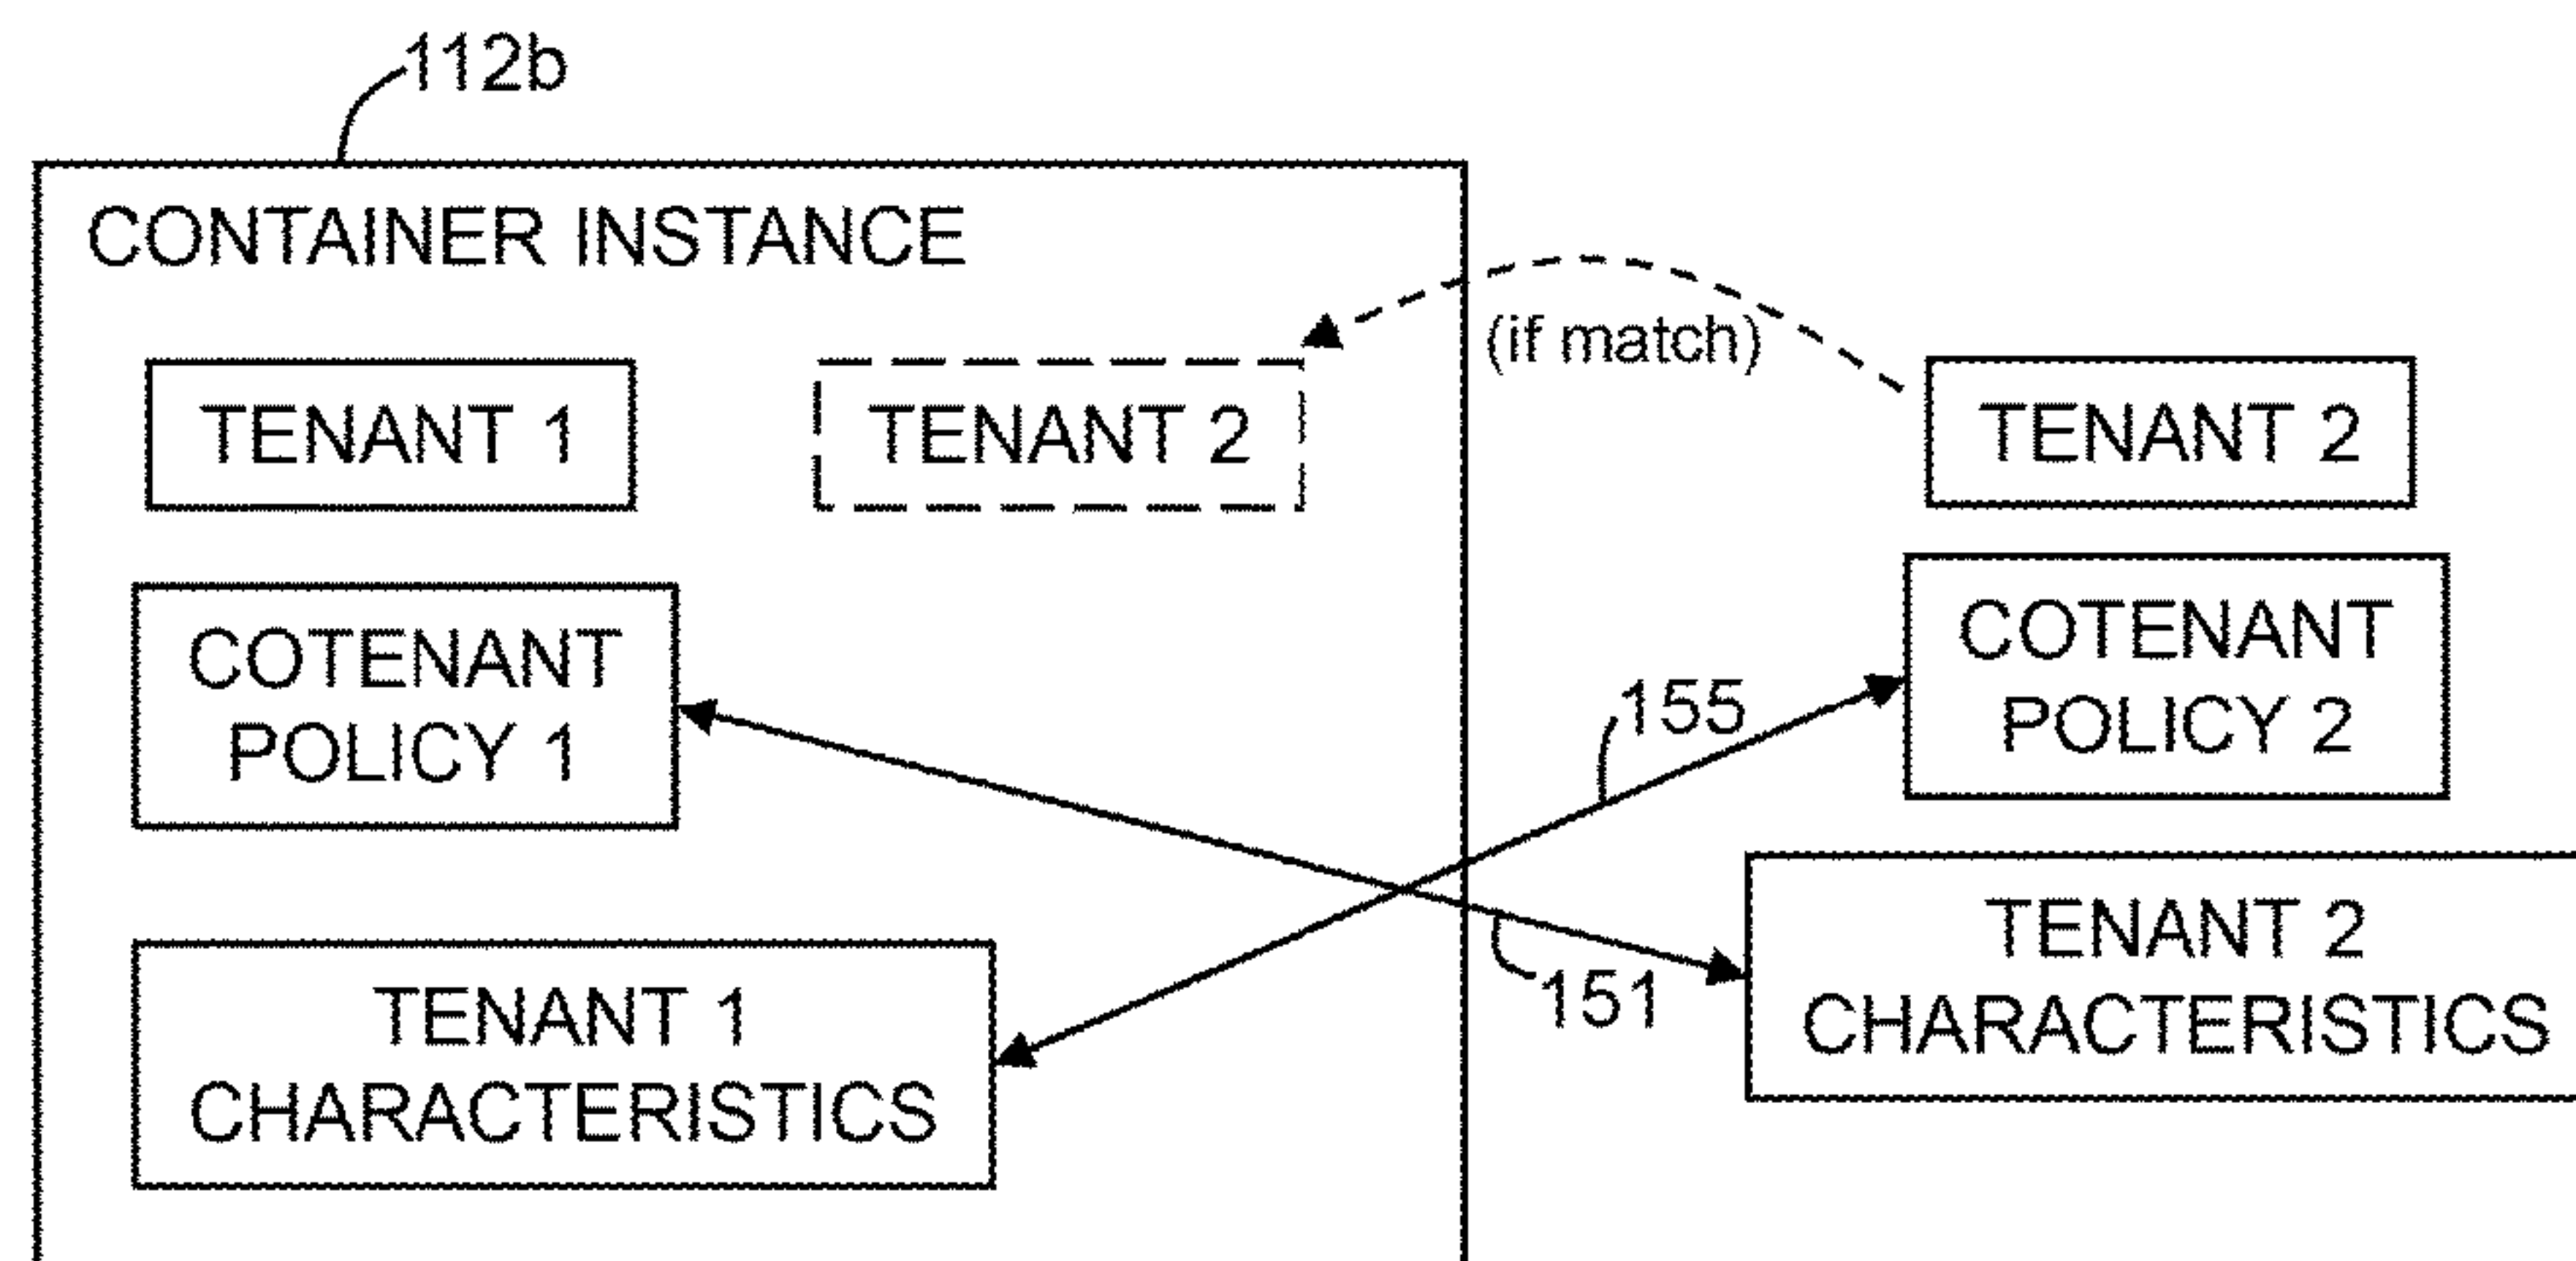 112b
CONTAINER INSTANCE
(if match)
TENANT 1
TENANT 2
TENANT 2
COTENANT
POLICY 1
COTENANT
POLICY 2
155
151
TENANT 1
CHARACTERISTICS
TENANT 2
CHARACTERISTICS